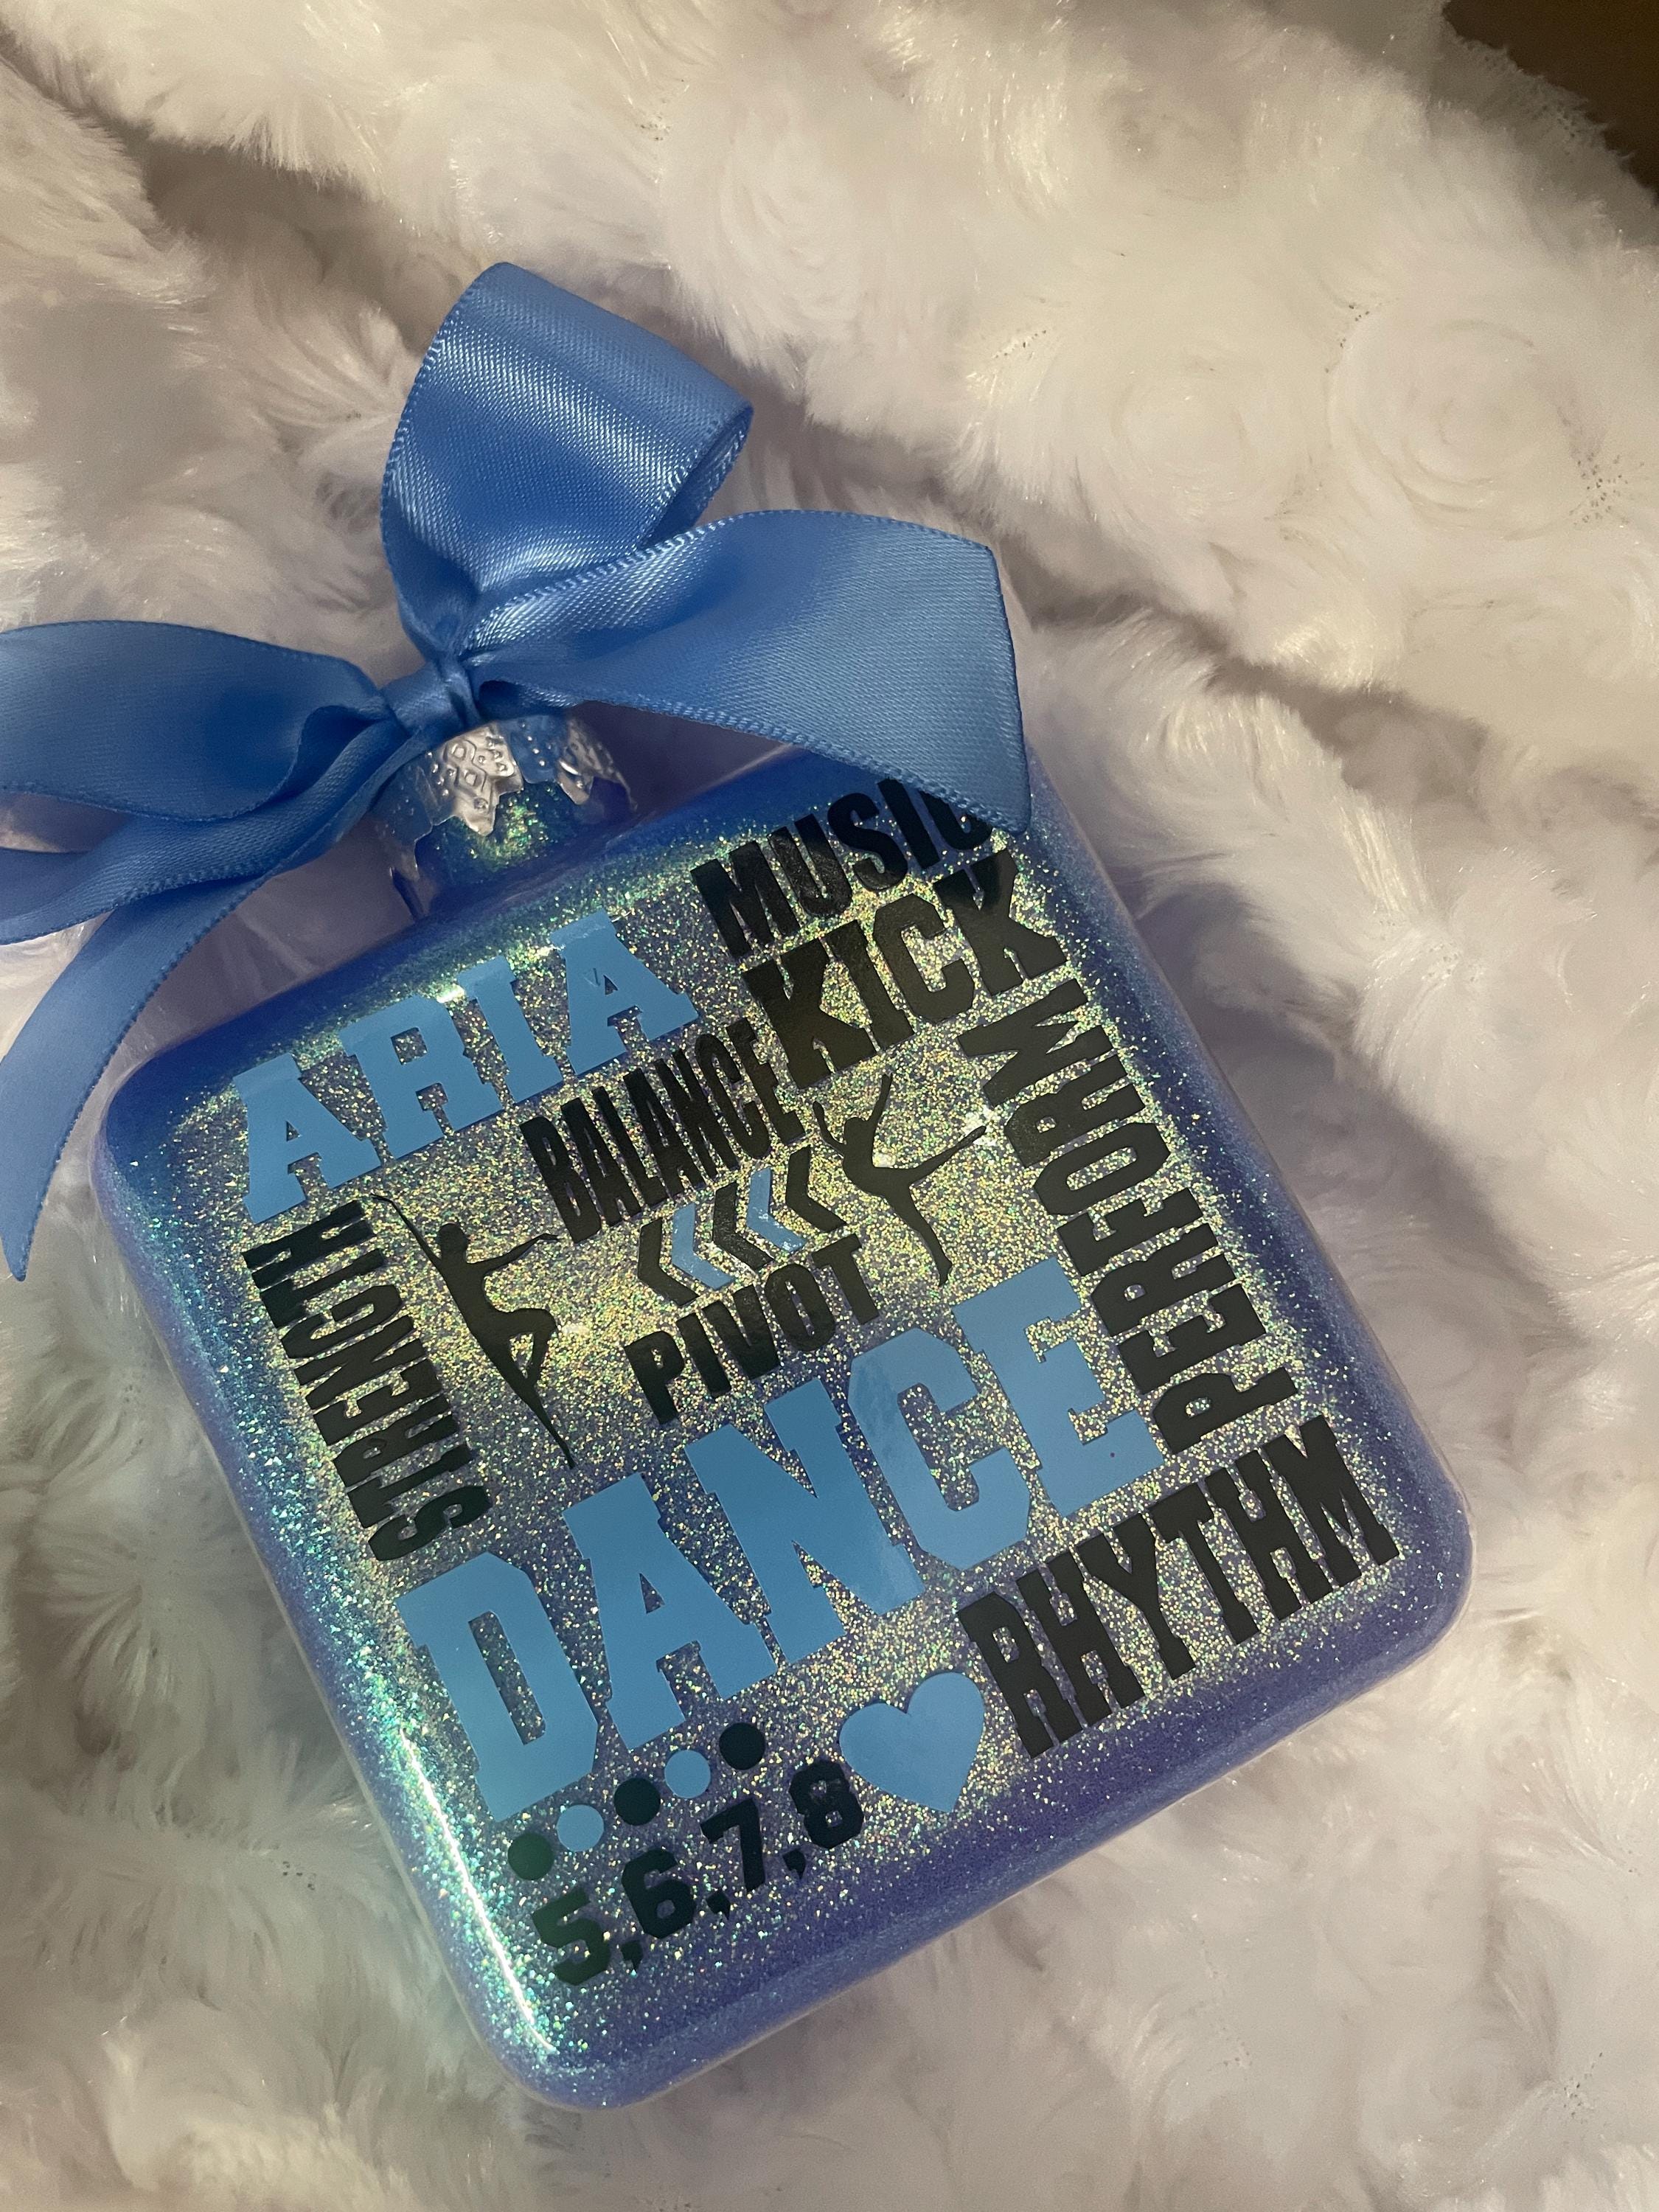 ARIA
MUSIC
KICK
BALANCE
PIVOT
STRENGTH
PERFORM
DANCE
RHYTHM
5,6,7,8